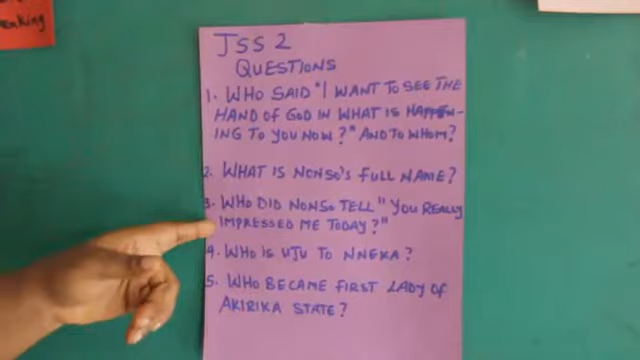 eaking
JSS 2
QUESTIONS
1. WHO SAID "I WANT TO SEE THE
HAND OF GOD IN WHAT IS HAPPEN-
ING TO YOU NOW?" AND TO WHOM?
2. WHAT IS NONSO'S FULL NAME?
3. WHO DID NONSO TELL "YOU REALLY
IMPRESSED ME TODAY?"
4. WHO IS UJU TO NNEKA?
5. WHO BECAME FIRST LADY OF
AKIRIKA STATE?